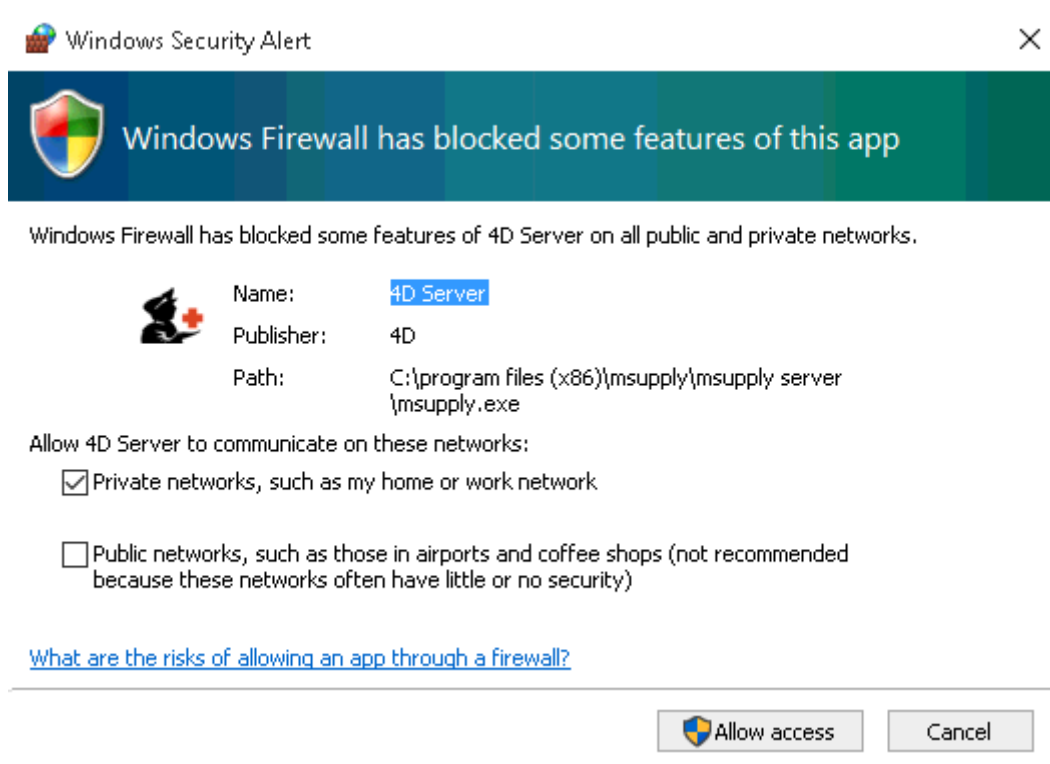 Windows Security Alert
Windows Firewall has blocked some features of this app
Windows Firewall has blocked some features of 4D Server on all public and private networks.
Name: 4D Server
Publisher: 4D
Path: C:\program files (x86)\msupply\msupply server
\msupply.exe
Allow 4D Server to communicate on these networks:
Private networks, such as my home or work network
Public networks, such as those in airports and coffee shops (not recommended
because these networks often have little or no security)
What are the risks of allowing an app through a firewall?
Allow access Cancel